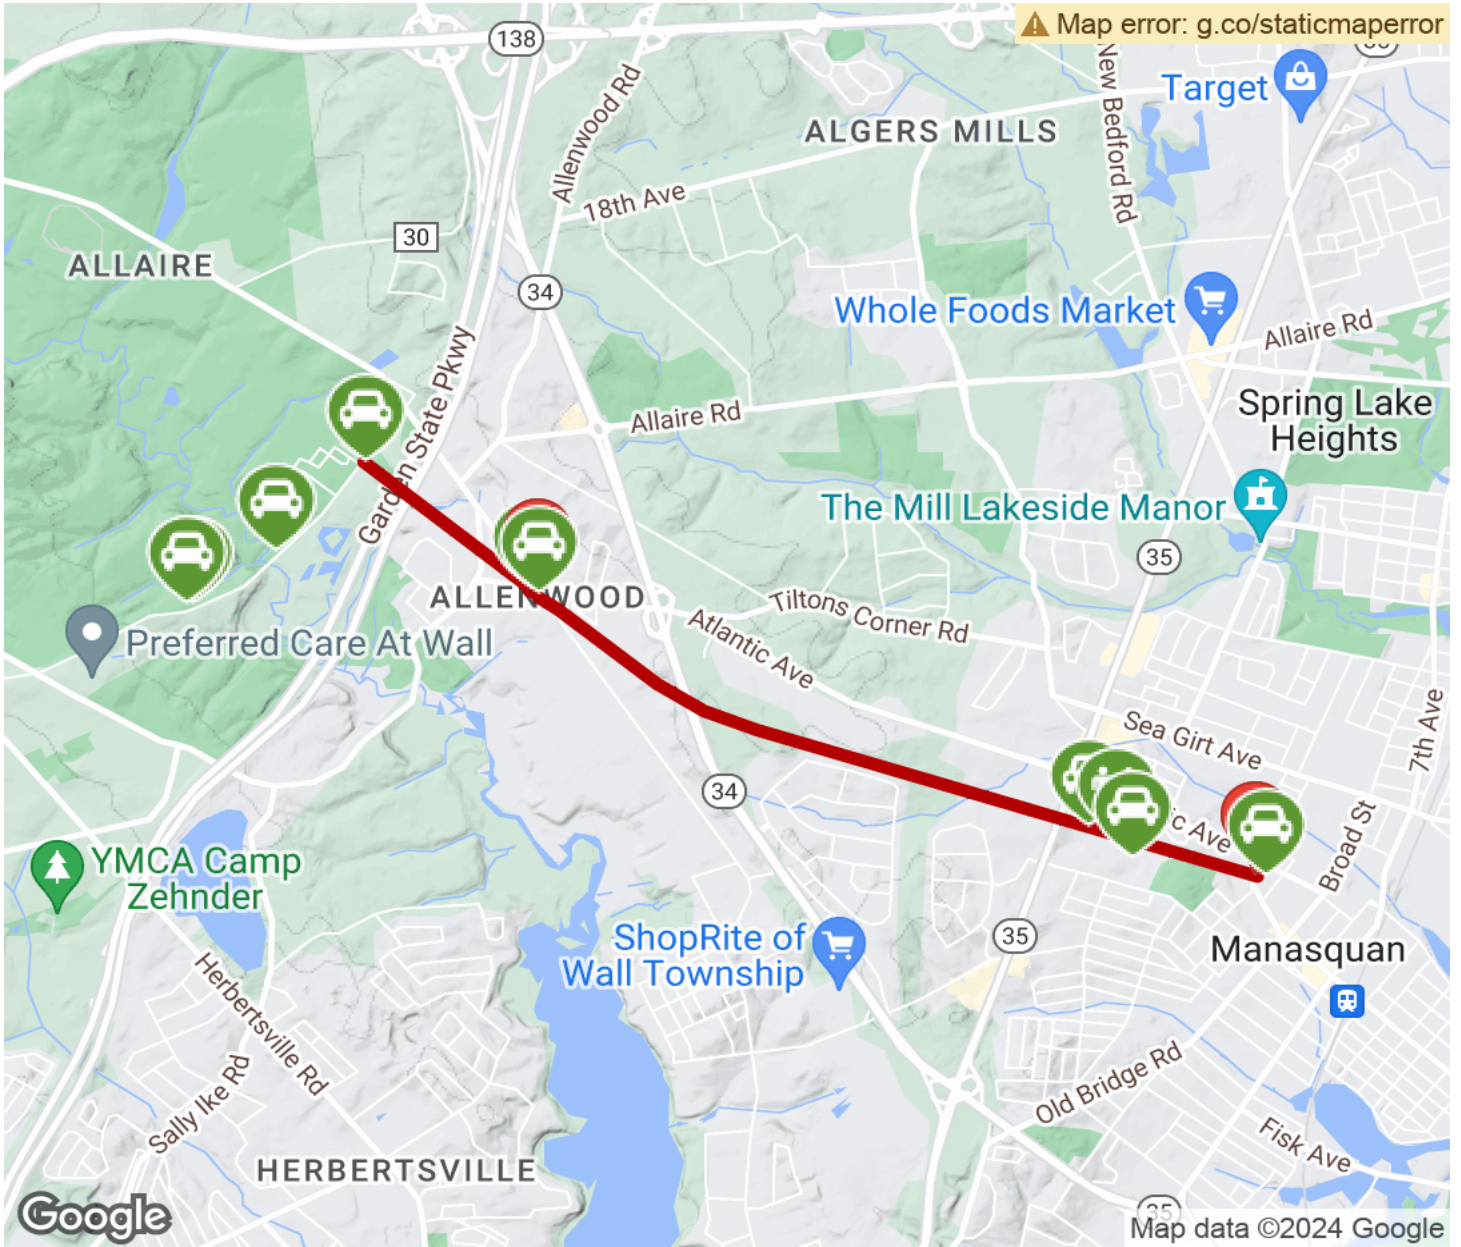 Map error: g.co/staticmaperror
138
Target
Allenwood Rd
New Bedford Rd
ALGERS MILLS
18th Ave
30
ALLAIRE
34
Whole Foods Market
Allaire Rd
Garden State Pkwy
Allaire Rd
Spring Lake
Heights
The Mill Lakeside Manor
35
ALLENWOOD
Tiltons Corner Rd
Atlantic Ave
Preferred Care At Wall
Sea Girt Ave
7th Ave
34
c Ave
Broad St
YMCA Camp
Zehnder
ShopRite of
Wall Township
35
Manasquan
Herbertsville Rd
Old Bridge Rd
Sally Ike Rd
Fisk Ave
HERBERTSVILLE
35
Google
Map data ©2024 Google